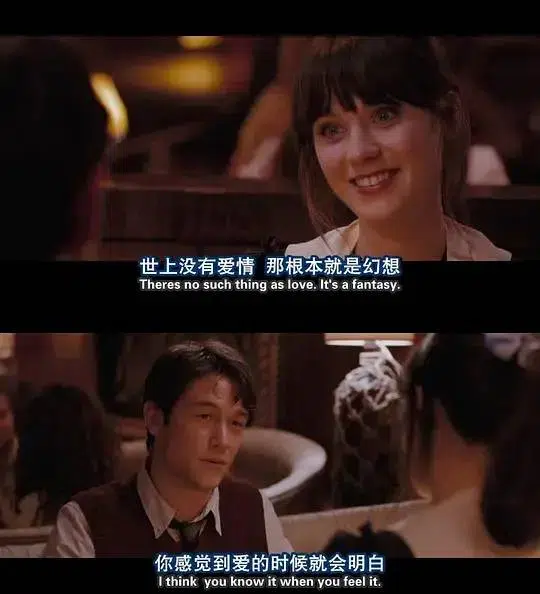 世上没有爱情 那根本就是幻想
Theres no such thing as love. It's a fantasy.
你感觉到爱的时候就会明白
I think you know it when you feel it.